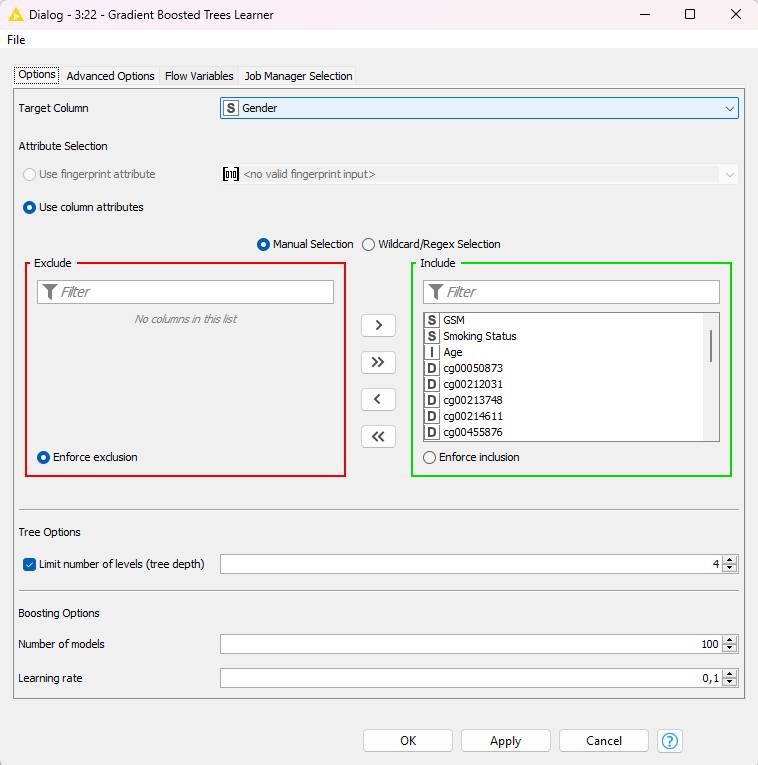 Dialog - 3:22 - Gradient Boosted Trees Learner
File
Options Advanced Options Flow Variables Job Manager Selection
Target Column S Gender
Attribute Selection
Use fingerprint attribute 010 <no valid fingerprint input>
Use column attributes
Manual Selection Wildcard/Regex Selection
Exclude
Filter
No columns in this list
Enforce exclusion
>
>>
<
<<
Include
Filter
S GSM
S Smoking Status
I Age
D cg00050873
D cg00212031
D cg00213748
D cg00214611
D cg00455876
Enforce inclusion
Tree Options
Limit number of levels (tree depth) 4
Boosting Options
Number of models 100
Learning rate 0,1
OK Apply Cancel ?